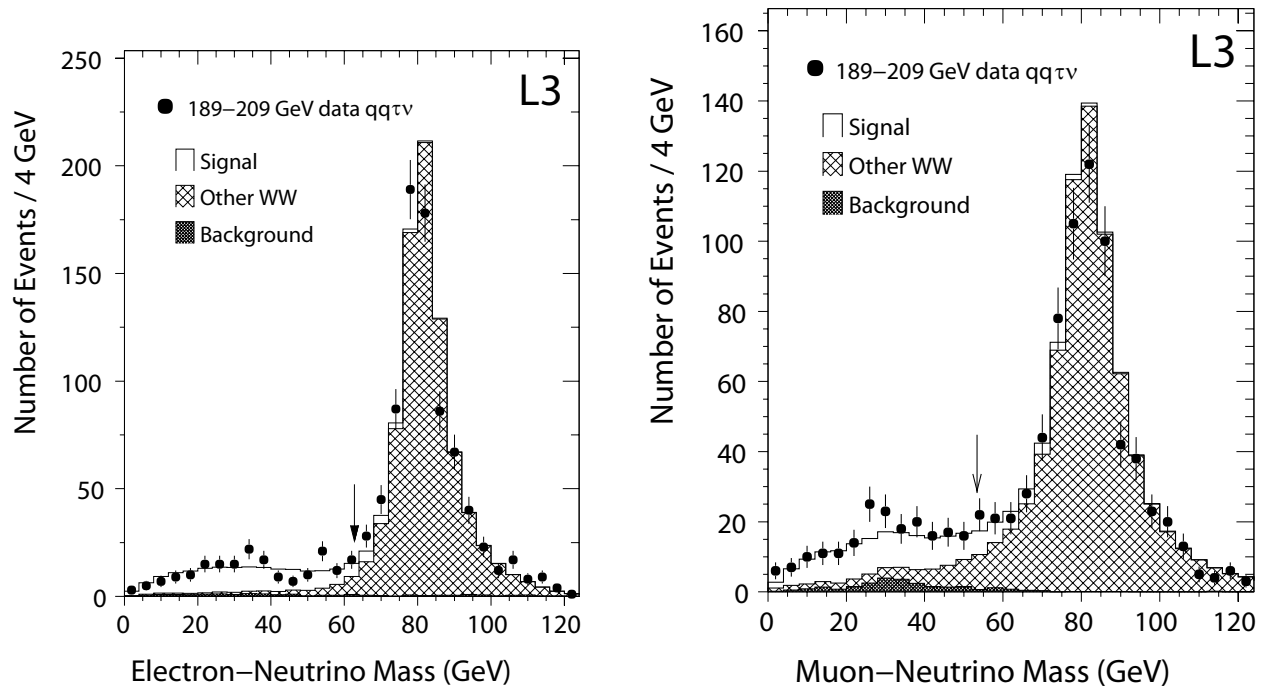 L3
189–209 GeV data qqτν
Signal
Other WW
Background
Number of Events / 4 GeV
250
200
150
100
50
0
0 20 40 60 80 100 120
Electron–Neutrino Mass (GeV)
L3
189–209 GeV data qqτν
Signal
Other WW
Background
Number of Events / 4 GeV
160
140
120
100
80
60
40
20
0
0 20 40 60 80 100 120
Muon–Neutrino Mass (GeV)